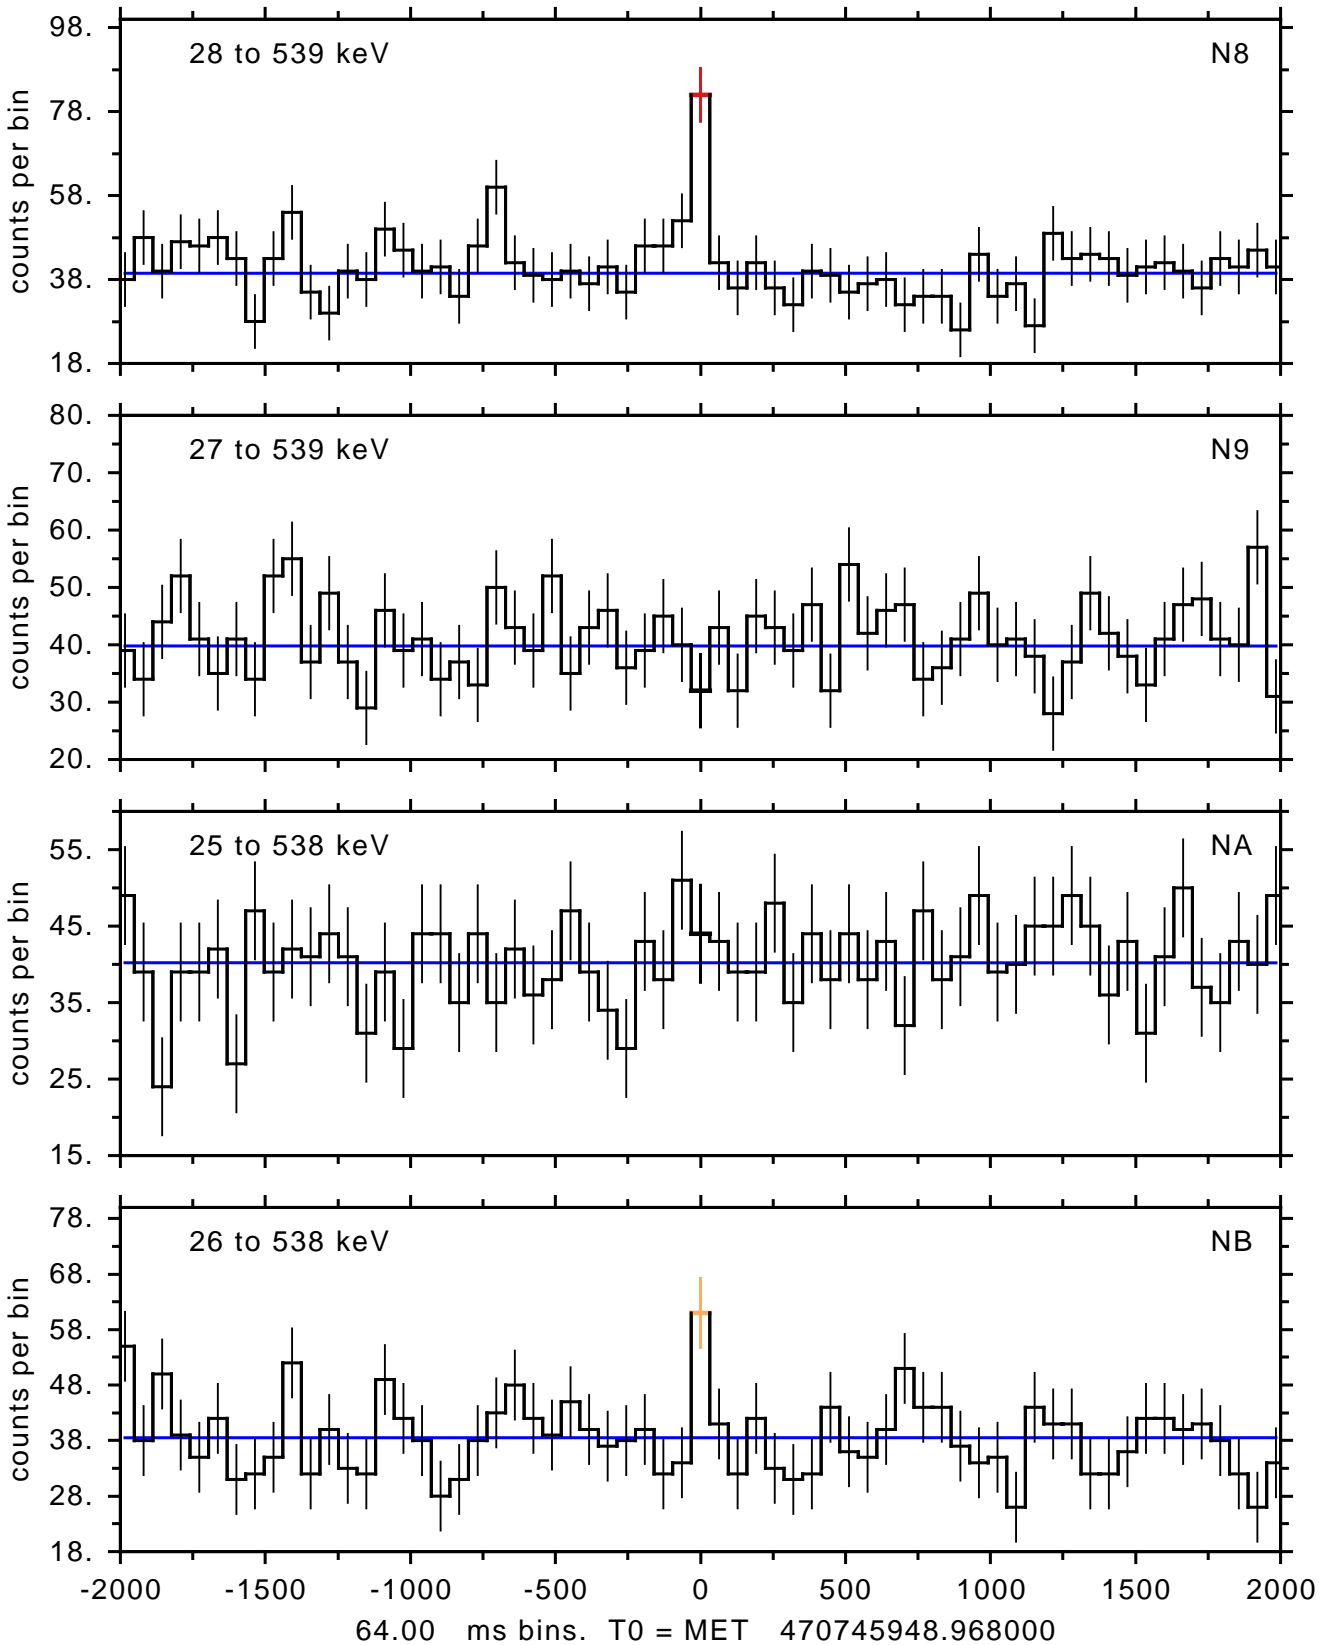 98.
28 to 539 keV N8
78.
58.
38.
18.
counts per bin
80.
27 to 539 keV N9
70.
60.
50.
40.
30.
20.
counts per bin
25 to 538 keV NA
55.
45.
35.
25.
15.
counts per bin
78.
26 to 538 keV NB
68.
58.
48.
38.
28.
18.
counts per bin
-2000 -1500 -1000 -500 0 500 1000 1500 2000
64.00 ms bins. T0 = MET 470745948.968000